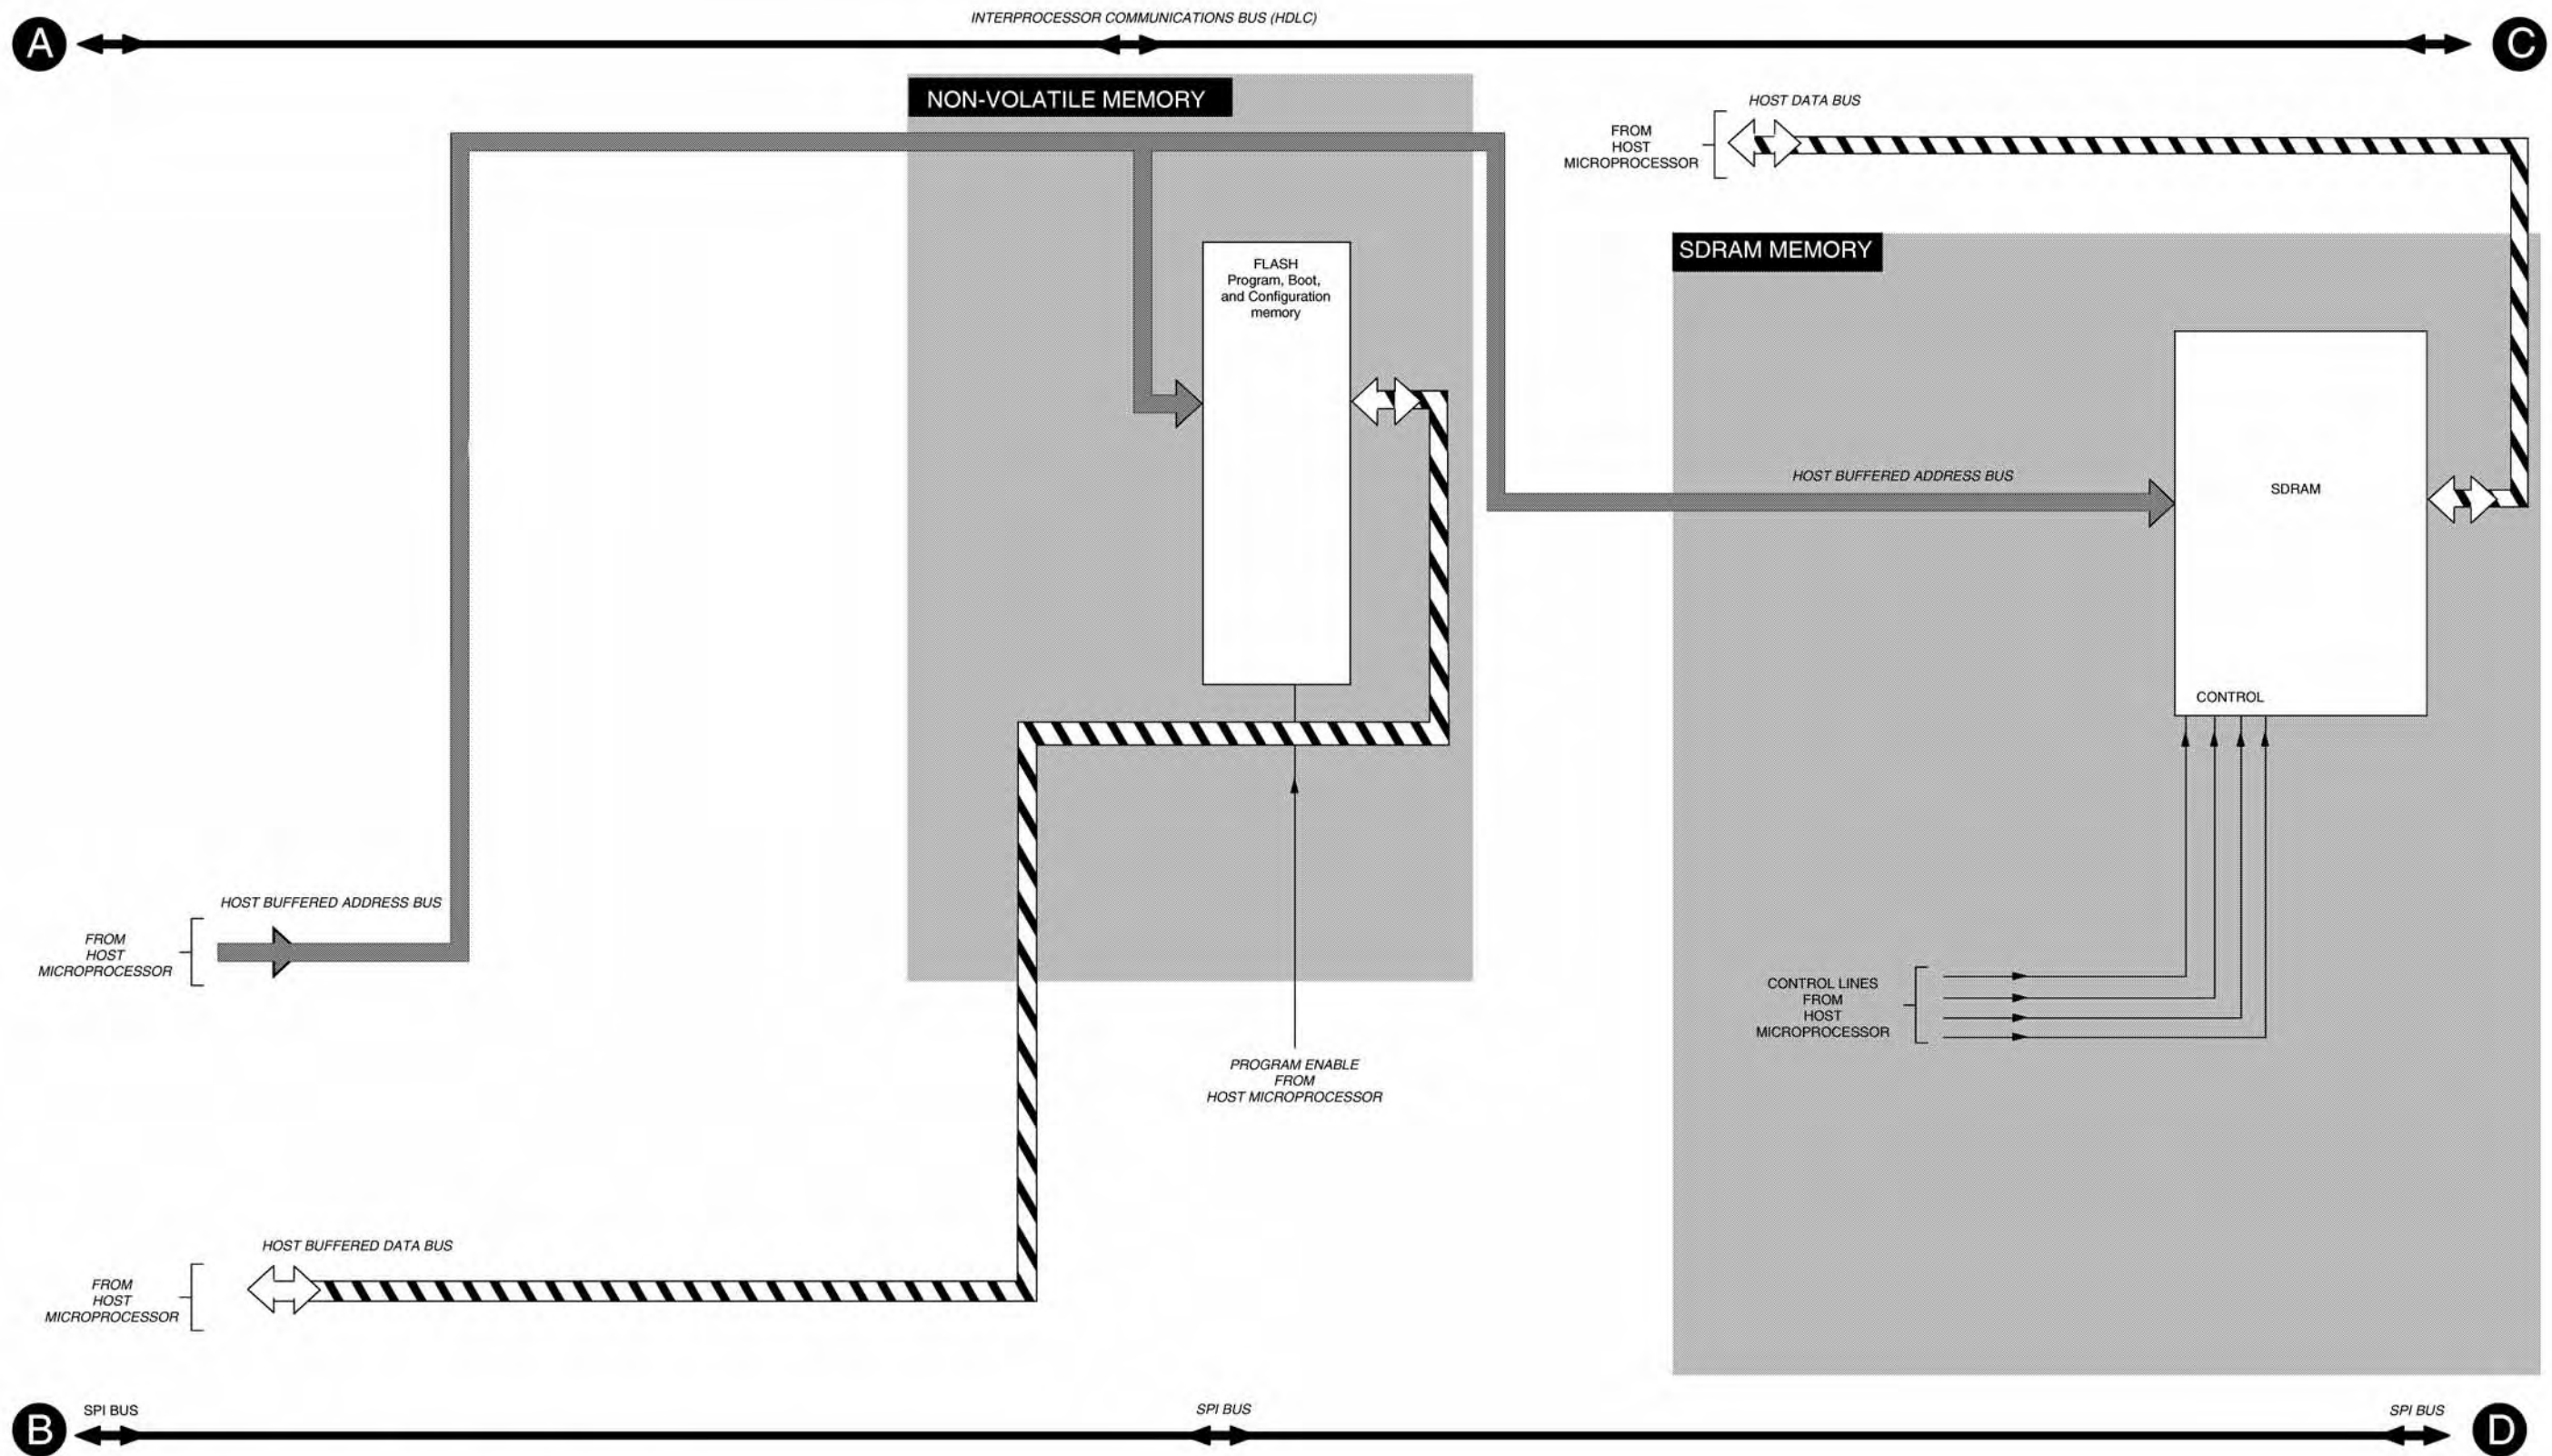 INTERPROCESSOR COMMUNICATIONS BUS (HDLC)
A
C
NON-VOLATILE MEMORY
HOST DATA BUS
FROM
HOST
MICROPROCESSOR
SDRAM MEMORY
FLASH
Program, Boot,
and Configuration
memory
HOST BUFFERED ADDRESS BUS
SDRAM
CONTROL
HOST BUFFERED ADDRESS BUS
FROM
HOST
MICROPROCESSOR
CONTROL LINES
FROM
HOST
MICROPROCESSOR
PROGRAM ENABLE
FROM
HOST MICROPROCESSOR
HOST BUFFERED DATA BUS
FROM
HOST
MICROPROCESSOR
SPI BUS
SPI BUS
SPI BUS
B
D